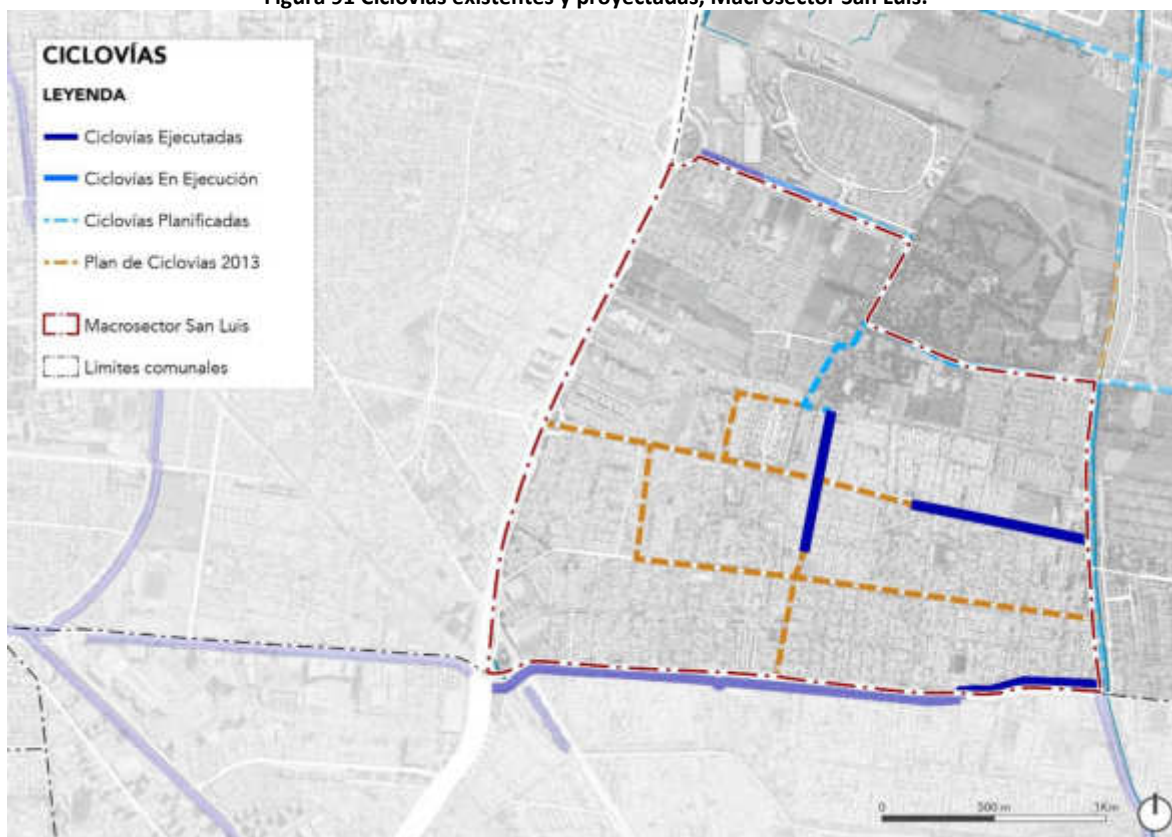 Figura 91 Ciclovías existentes y proyectadas, Macrosector San Luis.
CICLOVÍAS
LEYENDA
Ciclovías Ejecutadas
Ciclovías En Ejecución
Ciclovías Planificadas
Plan de Ciclovías 2013
Macrosector San Luis
Límites comunales
0 500 m 1Km